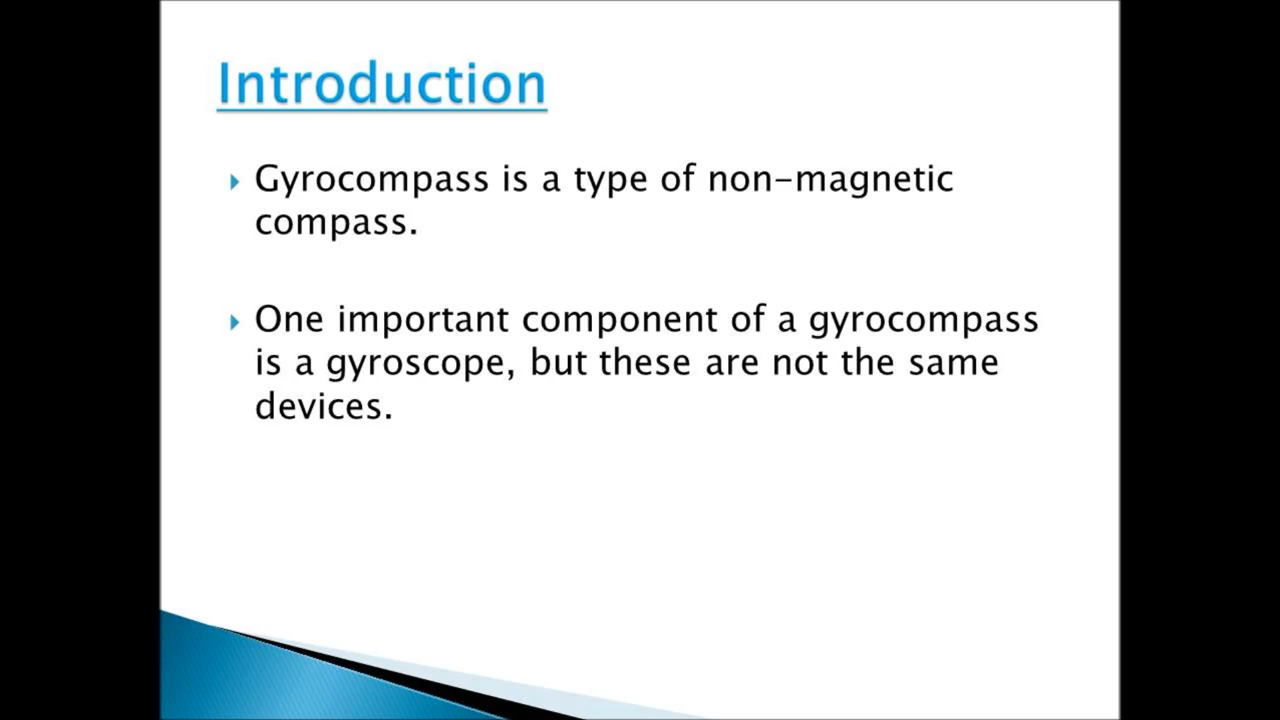 Introduction
Gyrocompass is a type of non-magnetic
compass.
One important component of a gyrocompass
is a gyroscope, but these are not the same
devices.